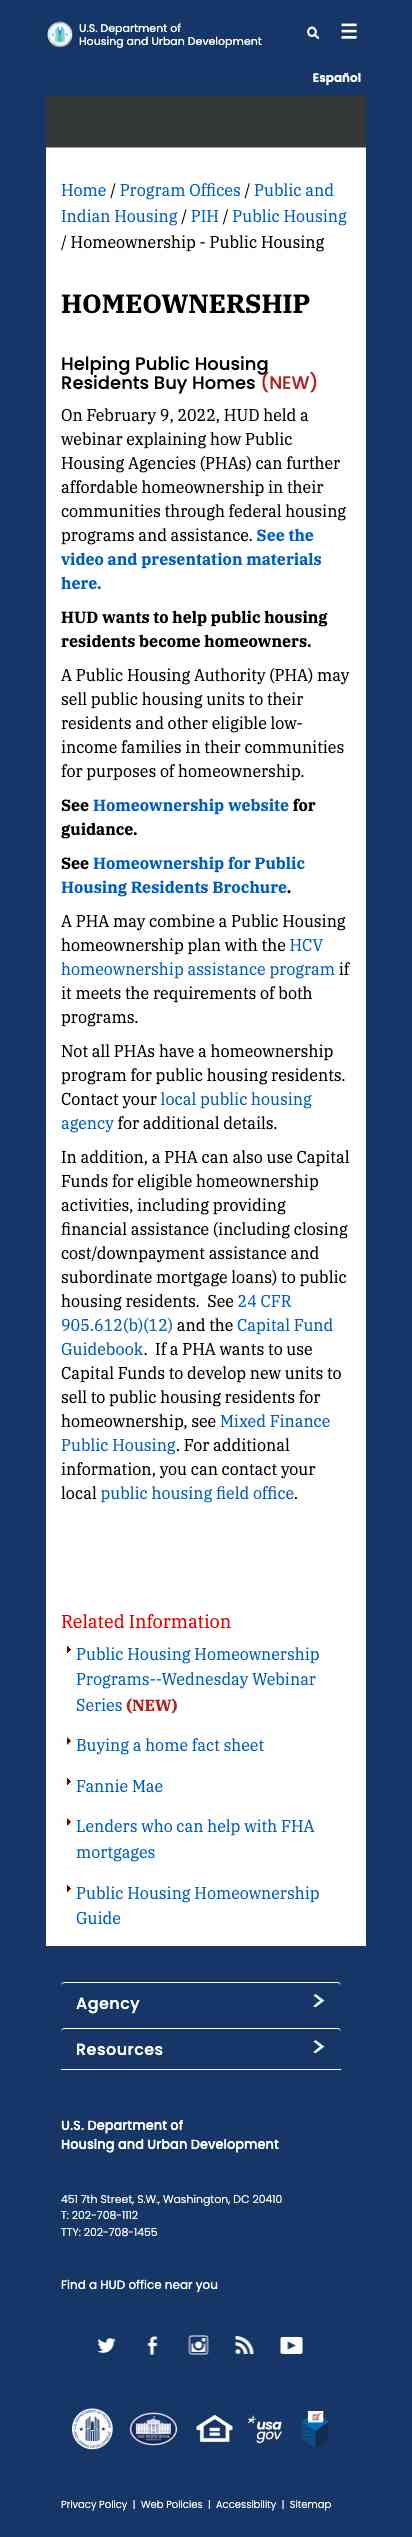 U.S. Department of
Housing and Urban Development
Español
Home / Program Offices / Public and
Indian Housing / PIH / Public Housing
/ Homeownership - Public Housing
HOMEOWNERSHIP
Helping Public Housing
Residents Buy Homes (NEW)
On February 9, 2022, HUD held a
webinar explaining how Public
Housing Agencies (PHAs) can further
affordable homeownership in their
communities through federal housing
programs and assistance. See the
video and presentation materials
here.
HUD wants to help public housing
residents become homeowners.
A Public Housing Authority (PHA) may
sell public housing units to their
residents and other eligible low-
income families in their communities
for purposes of homeownership.
See Homeownership website for
guidance.
See Homeownership for Public
Housing Residents Brochure.
A PHA may combine a Public Housing
homeownership plan with the HCV
homeownership assistance program if
it meets the requirements of both
programs.
Not all PHAs have a homeownership
program for public housing residents.
Contact your local public housing
agency for additional details.
In addition, a PHA can also use Capital
Funds for eligible homeownership
activities, including providing
financial assistance (including closing
cost/downpayment assistance and
subordinate mortgage loans) to public
housing residents.  See 24 CFR
905.612(b)(12) and the Capital Fund
Guidebook.  If a PHA wants to use
Capital Funds to develop new units to
sell to public housing residents for
homeownership, see Mixed Finance
Public Housing. For additional
information, you can contact your
local public housing field office.
Related Information
Public Housing Homeownership
Programs--Wednesday Webinar
Series (NEW)
Buying a home fact sheet
Fannie Mae
Lenders who can help with FHA
mortgages
Public Housing Homeownership
Guide
Agency
Resources
U.S. Department of
Housing and Urban Development
451 7th Street, S.W., Washington, DC 20410
T: 202-708-1112
TTY: 202-708-1455
Find a HUD office near you
usa
gov
Privacy Policy | Web Policies | Accessibility | Sitemap